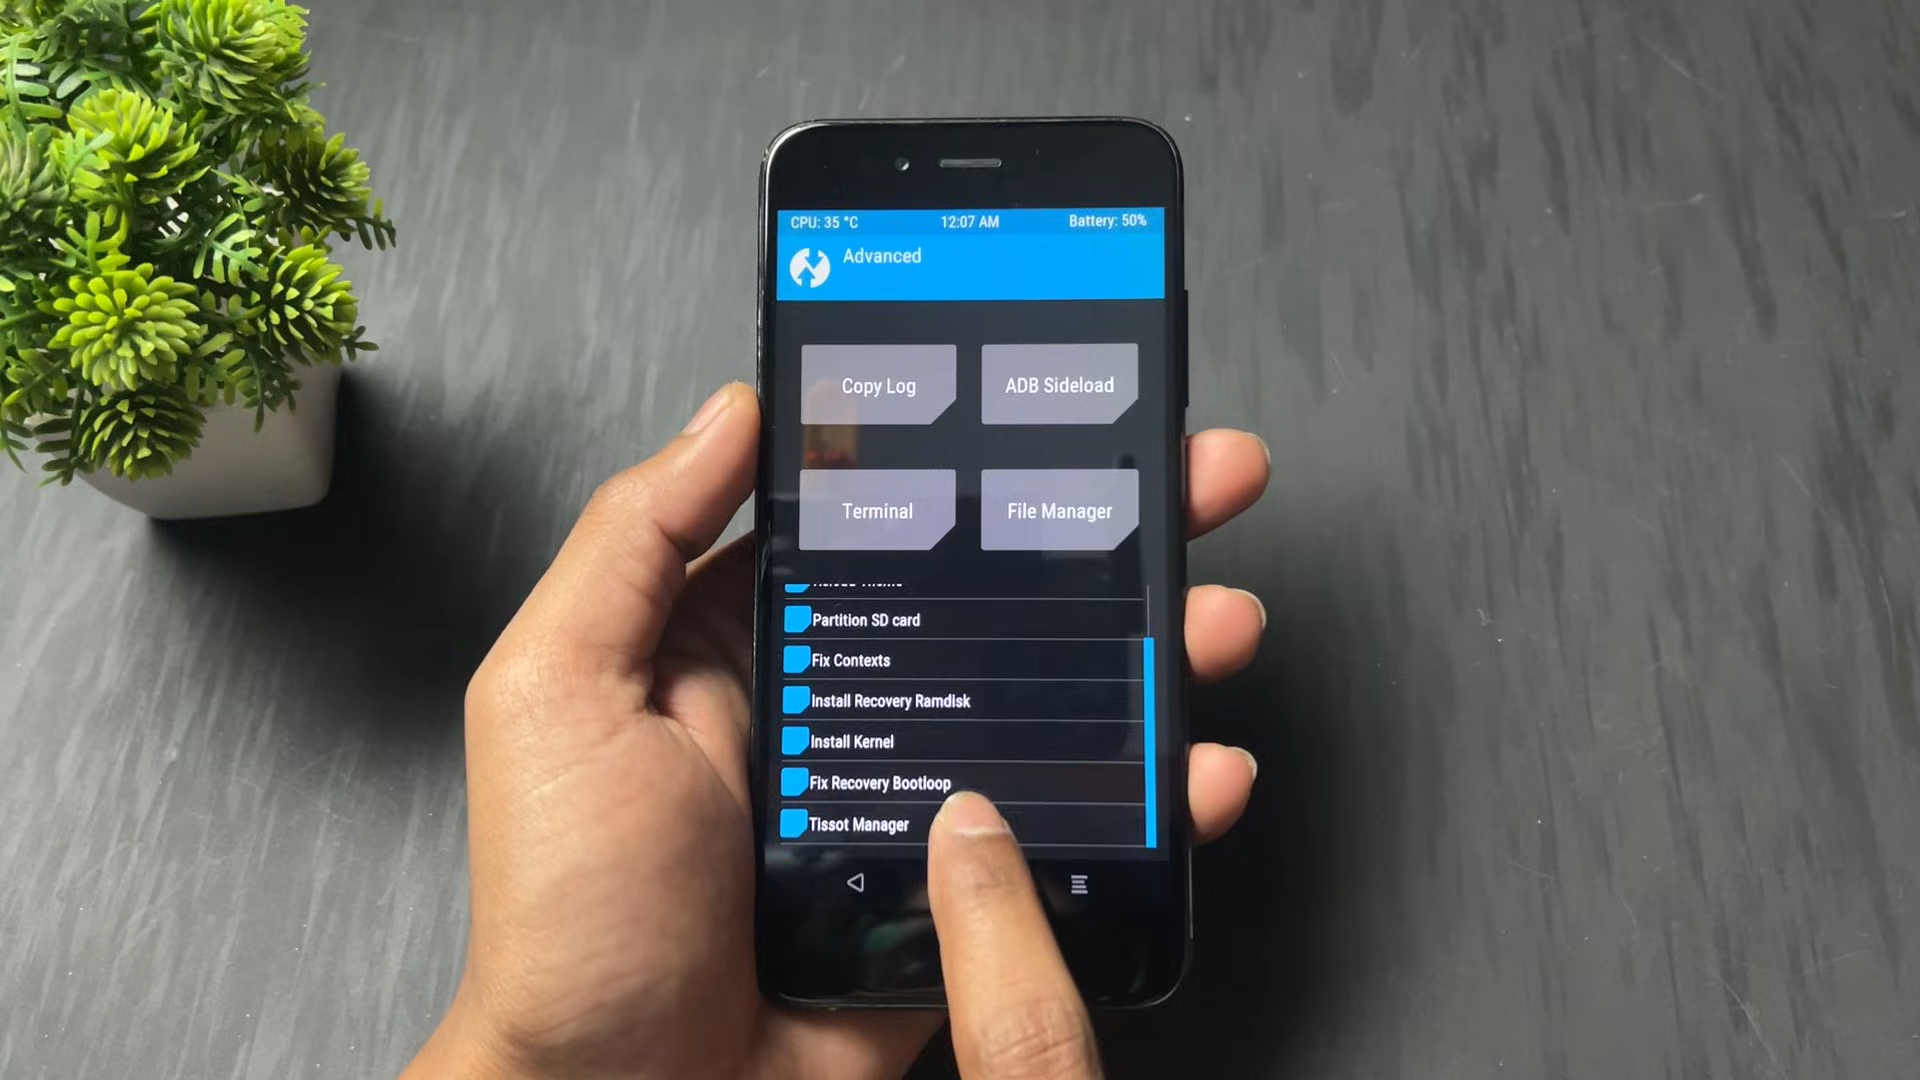 CPU: 35 °C 12:07 AM Battery: 50%
Advanced
Copy Log ADB Sideload
Terminal File Manager
Partition SD card
Fix Contexts
Install Recovery Ramdisk
Install Kernel
Fix Recovery Bootloop
Tissot Manager